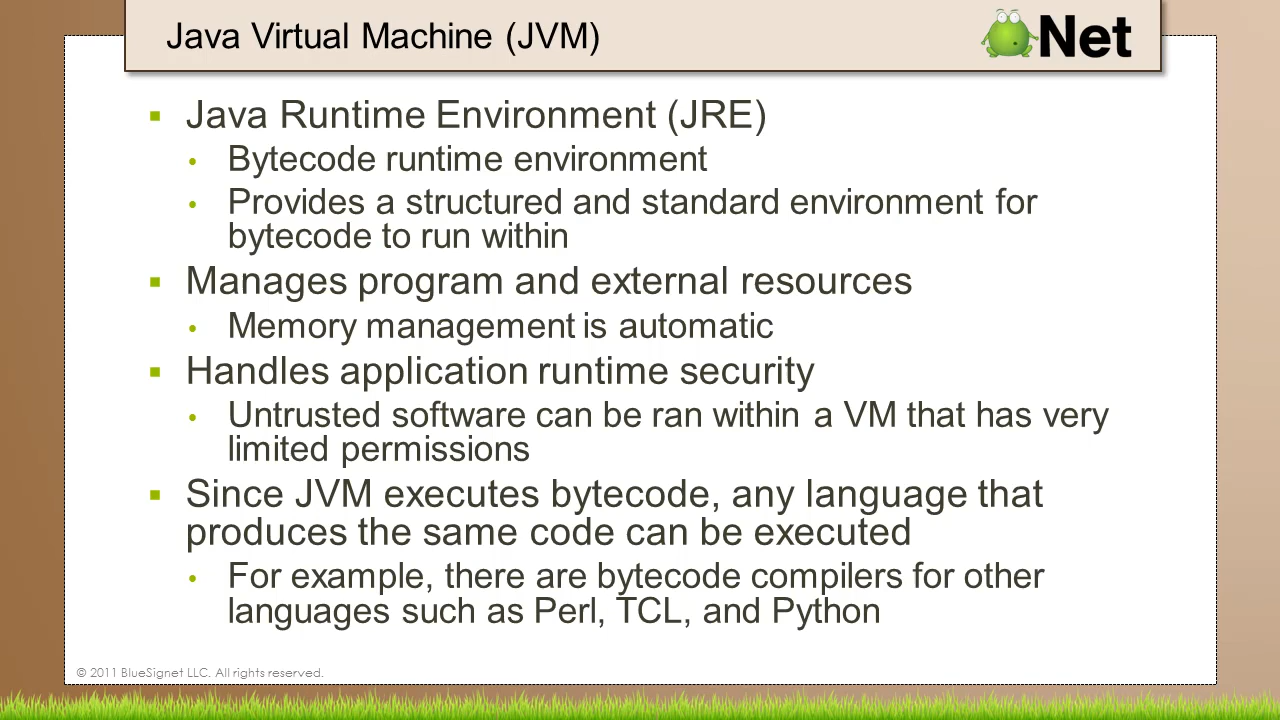 Java Virtual Machine (JVM)
Net
▪ Java Runtime Environment (JRE)
• Bytecode runtime environment
• Provides a structured and standard environment for
bytecode to run within
▪ Manages program and external resources
• Memory management is automatic
▪ Handles application runtime security
• Untrusted software can be ran within a VM that has very
limited permissions
▪ Since JVM executes bytecode, any language that
produces the same code can be executed
• For example, there are bytecode compilers for other
languages such as Perl, TCL, and Python
© 2011 BlueSignet LLC. All rights reserved.